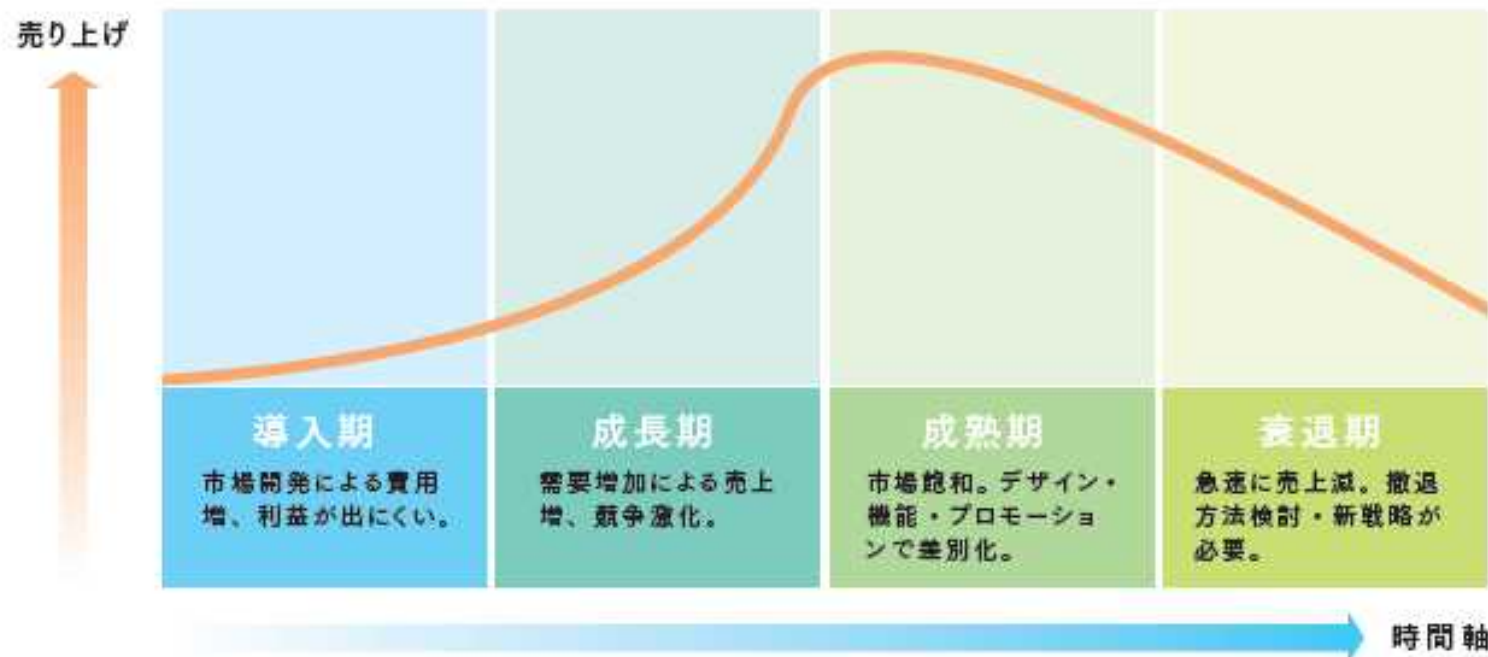 売り上げ
導入期
市場開発による費用
増、利益が出にくい。
成長期
需要増加による売上
増、競争激化。
成熟期
市場飽和。デザイン・
機能・プロモーショ
ンで差別化。
衰退期
急速に売上減。撤退
方法検討・新戦略が
必要。
時間軸